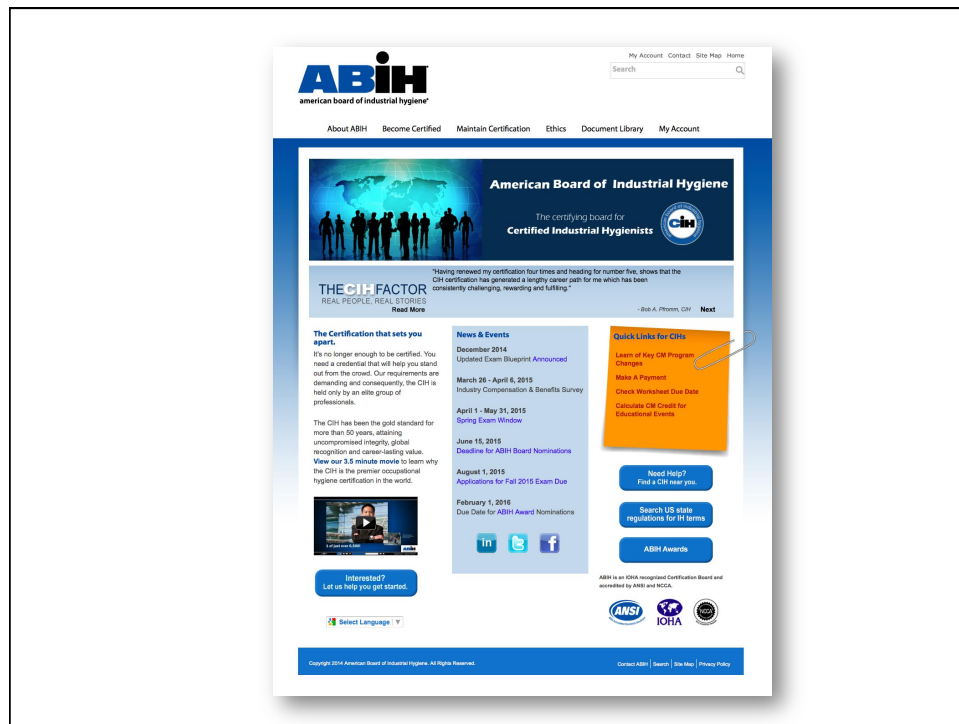 My Account Contact Site Map Home
Search
ABIH
american board of industrial hygiene®
About ABIH Become Certified Maintain Certification Ethics Document Library My Account
American Board of Industrial Hygiene
The certifying board for
Certified Industrial Hygienists
CIH
THE CIH FACTOR
REAL PEOPLE, REAL STORIES
Read More
"Having renewed my certification four times and heading for number five, shows that the
CIH certification has generated a lengthy career path for me which has been
consistently challenging, rewarding and fulfilling."
- Bob A. Pfromm, CIH Next
The Certification that sets you
apart.
It's no longer enough to be certified. You
need a credential that will help you stand
out from the crowd. Our requirements are
demanding and consequently, the CIH is
held only by an elite group of
professionals.
The CIH has been the gold standard for
more than 50 years, attaining
uncompromised integrity, global
recognition and career-lasting value.
View our 3.5 minute movie to learn why
the CIH is the premier occupational
hygiene certification in the world.
ABIH
Interested?
Let us help you get started.
Select Language ▼
News & Events
December 2014
Updated Exam Blueprint Announced
March 26 - April 6, 2015
Industry Compensation & Benefits Survey
April 1 - May 31, 2015
Spring Exam Window
June 15, 2015
Deadline for ABIH Board Nominations
August 1, 2015
Applications for Fall 2015 Exam Due
February 1, 2016
Due Date for ABIH Award Nominations
in
t
f
Quick Links for CIHs
Learn of Key CM Program
Changes
Make A Payment
Check Worksheet Due Date
Calculate CM Credit for
Educational Events
Need Help?
Find a CIH near you.
Search US state
regulations for IH terms
ABIH Awards
ABIH is an IOHA recognized Certification Board and
accredited by ANSI and NCCA.
ANSI
IOHA
NCCA
Copyright 2014 American Board of Industrial Hygiene. All Rights Reserved.
Contact ABIH | Search | Site Map | Privacy Policy